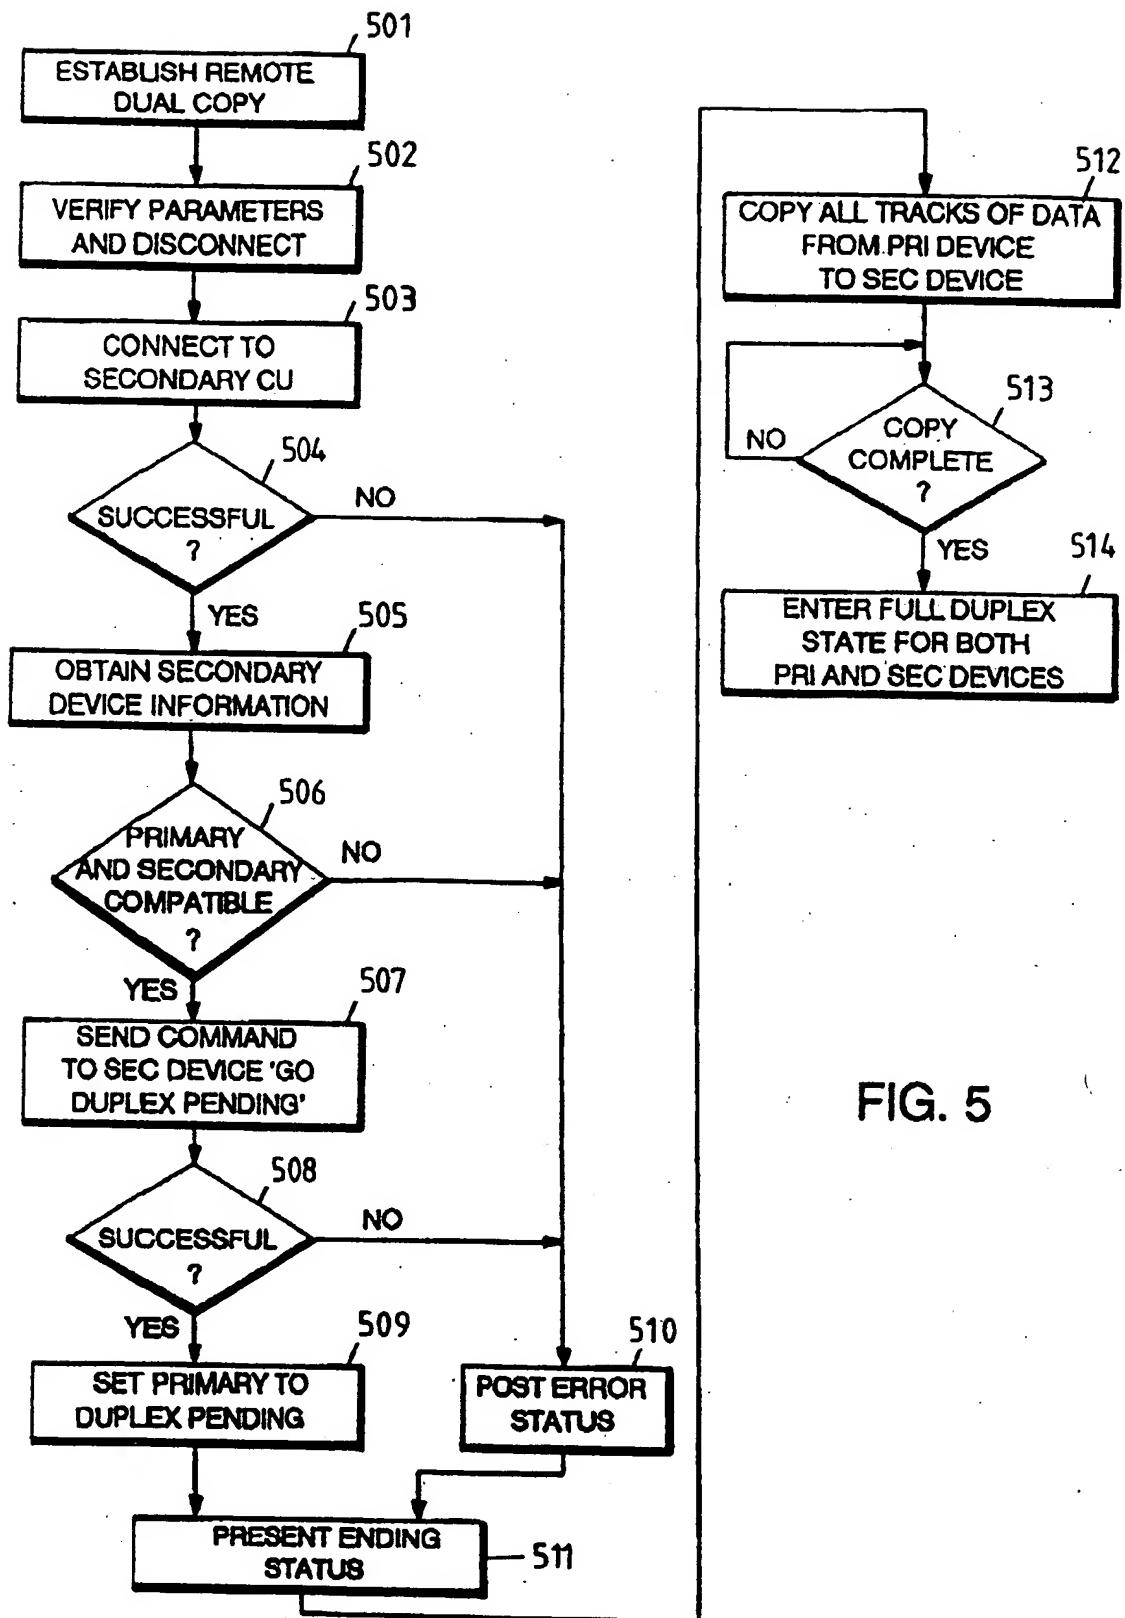 501
ESTABLISH REMOTE
DUAL COPY
502
VERIFY PARAMETERS
AND DISCONNECT
503
CONNECT TO
SECONDARY CU
504
SUCCESSFUL
?
NO
YES
505
OBTAIN SECONDARY
DEVICE INFORMATION
506
PRIMARY
AND SECONDARY
COMPATIBLE
?
NO
YES
507
SEND COMMAND
TO SEC DEVICE 'GO
DUPLEX PENDING'
508
SUCCESSFUL
?
NO
YES
509
SET PRIMARY TO
DUPLEX PENDING
510
POST ERROR
STATUS
PRESENT ENDING
STATUS
511
512
COPY ALL TRACKS OF DATA
FROM PRI DEVICE
TO SEC DEVICE
513
COPY
COMPLETE
?
NO
YES
514
ENTER FULL DUPLEX
STATE FOR BOTH
PRI AND SEC DEVICES
FIG. 5